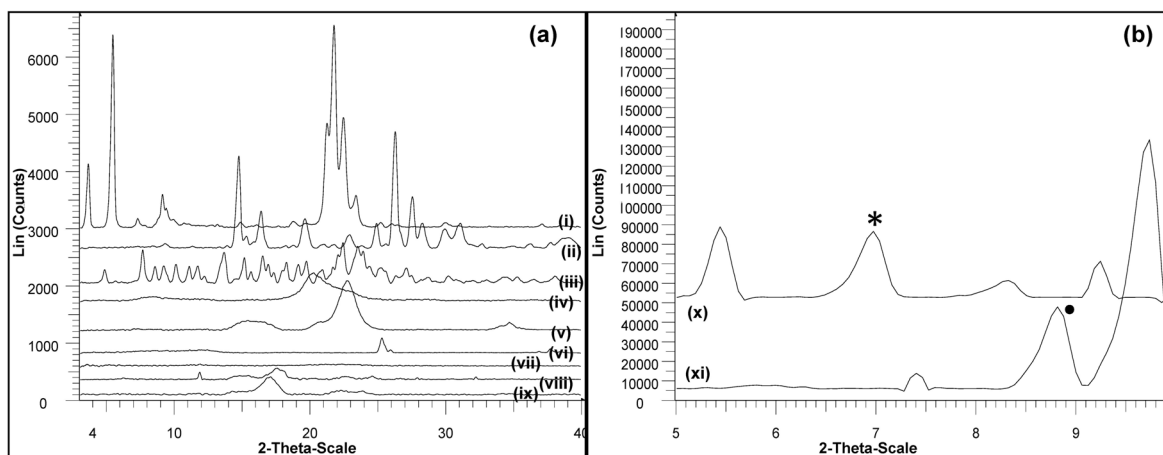 (a)
6000
5000
4000
3000
2000
1000
0
Lin (Counts)
(i)
(ii)
(iii)
(iv)
(v)
(vi)
(vii)
(viii)
(ix)
4 10 20 30 40
2-Theta-Scale
(b)
190000
180000
170000
160000
150000
140000
130000
120000
110000
100000
90000
80000
70000
60000
50000
40000
30000
20000
10000
0
Lin (Counts)
*
(x)
(xi)
5 7 9
2-Theta-Scale